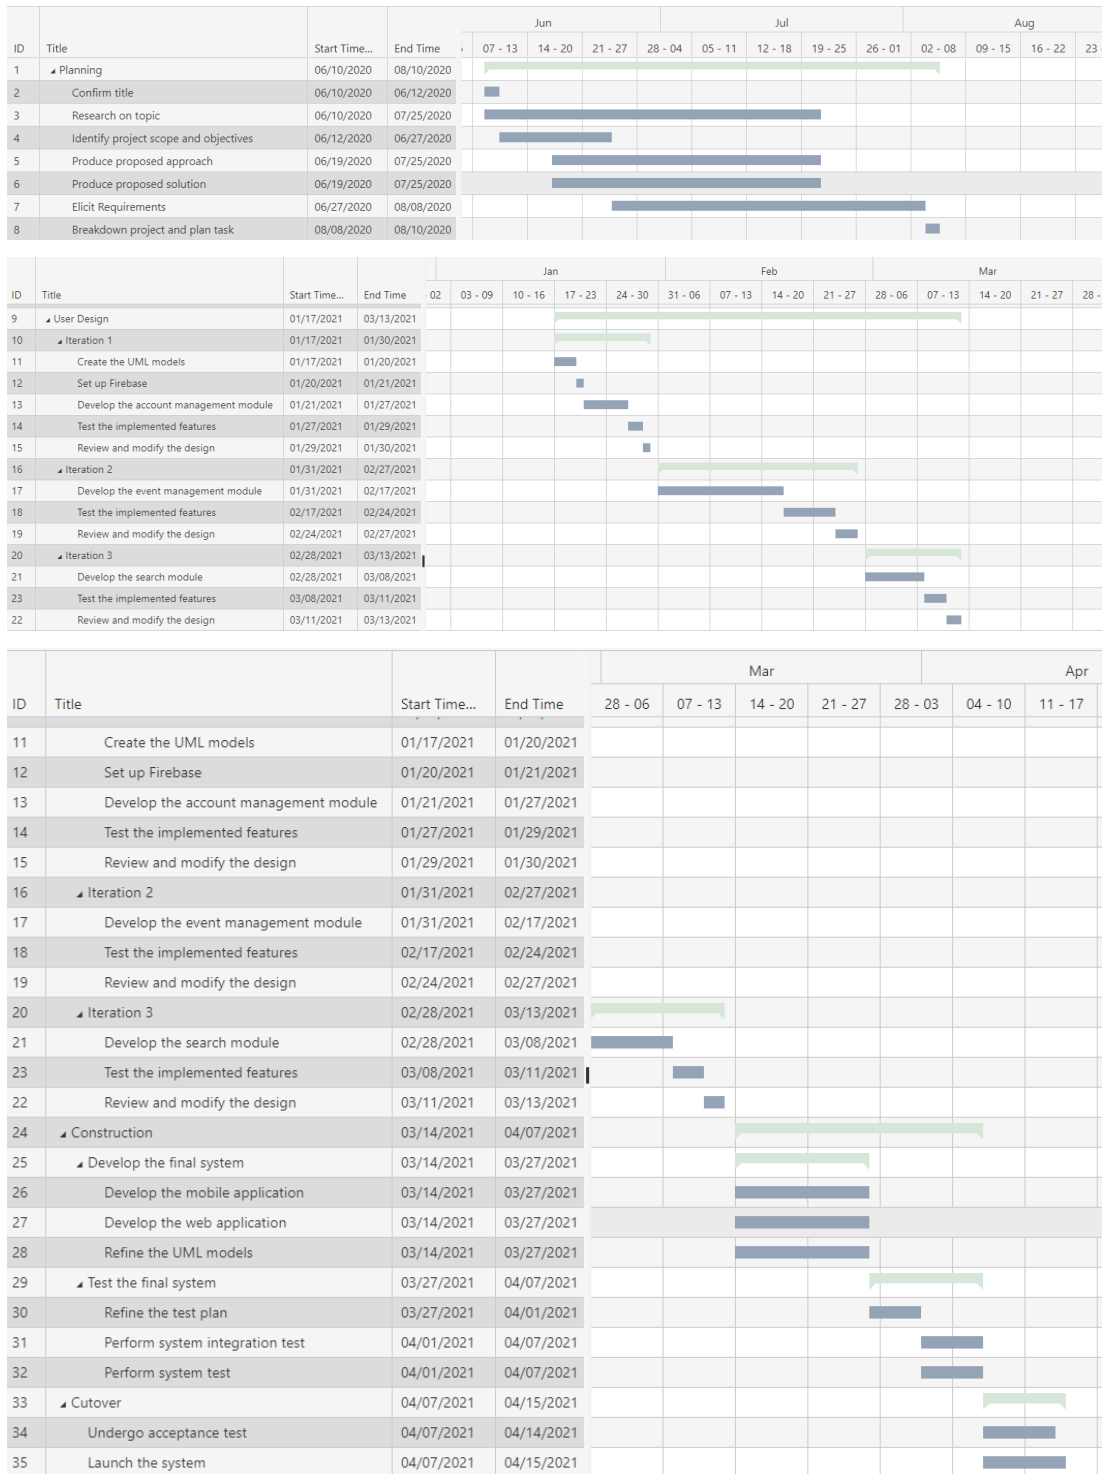 Jun Jul Aug
ID Title Start Time... End Time 07 - 13 14 - 20 21 - 27 28 - 04 05 - 11 12 - 18 19 - 25 26 - 01 02 - 08 09 - 15 16 - 22 23 -
1 Planning 06/10/2020 08/10/2020
2 Confirm title 06/10/2020 06/12/2020
3 Research on topic 06/10/2020 07/25/2020
4 Identify project scope and objectives 06/12/2020 06/27/2020
5 Produce proposed approach 06/19/2020 07/25/2020
6 Produce proposed solution 06/19/2020 07/25/2020
7 Elicit Requirements 06/27/2020 08/08/2020
8 Breakdown project and plan task 08/08/2020 08/10/2020
Jan Feb Mar
ID Title Start Time... End Time - 02 03 - 09 10 - 16 17 - 23 24 - 30 31 - 06 07 - 13 14 - 20 21 - 27 28 - 06 07 - 13 14 - 20 21 - 27 28 -
9 User Design 01/17/2021 03/13/2021
10 Iteration 1 01/17/2021 01/30/2021
11 Create the UML models 01/17/2021 01/20/2021
12 Set up Firebase 01/20/2021 01/21/2021
13 Develop the account management module 01/21/2021 01/27/2021
14 Test the implemented features 01/27/2021 01/29/2021
15 Review and modify the design 01/29/2021 01/30/2021
16 Iteration 2 01/31/2021 02/27/2021
17 Develop the event management module 01/31/2021 02/17/2021
18 Test the implemented features 02/17/2021 02/24/2021
19 Review and modify the design 02/24/2021 02/27/2021
20 Iteration 3 02/28/2021 03/13/2021
21 Develop the search module 02/28/2021 03/08/2021
23 Test the implemented features 03/08/2021 03/11/2021
22 Review and modify the design 03/11/2021 03/13/2021
Mar Apr
ID Title Start Time... End Time 28 - 06 07 - 13 14 - 20 21 - 27 28 - 03 04 - 10 11 - 17
11 Create the UML models 01/17/2021 01/20/2021
12 Set up Firebase 01/20/2021 01/21/2021
13 Develop the account management module 01/21/2021 01/27/2021
14 Test the implemented features 01/27/2021 01/29/2021
15 Review and modify the design 01/29/2021 01/30/2021
16 Iteration 2 01/31/2021 02/27/2021
17 Develop the event management module 01/31/2021 02/17/2021
18 Test the implemented features 02/17/2021 02/24/2021
19 Review and modify the design 02/24/2021 02/27/2021
20 Iteration 3 02/28/2021 03/13/2021
21 Develop the search module 02/28/2021 03/08/2021
23 Test the implemented features 03/08/2021 03/11/2021
22 Review and modify the design 03/11/2021 03/13/2021
24 Construction 03/14/2021 04/07/2021
25 Develop the final system 03/14/2021 03/27/2021
26 Develop the mobile application 03/14/2021 03/27/2021
27 Develop the web application 03/14/2021 03/27/2021
28 Refine the UML models 03/14/2021 03/27/2021
29 Test the final system 03/27/2021 04/07/2021
30 Refine the test plan 03/27/2021 04/01/2021
31 Perform system integration test 04/01/2021 04/07/2021
32 Perform system test 04/01/2021 04/07/2021
33 Cutover 04/07/2021 04/15/2021
34 Undergo acceptance test 04/07/2021 04/14/2021
35 Launch the system 04/07/2021 04/15/2021